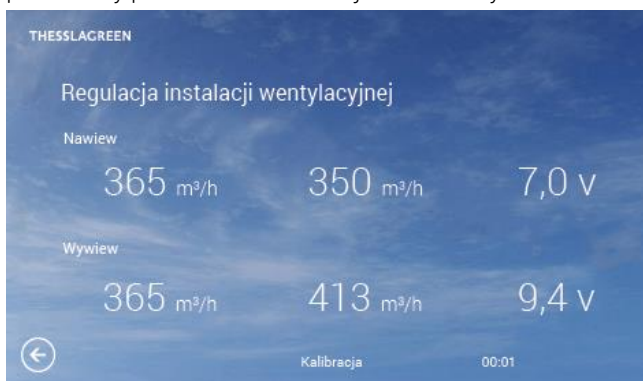 THESSLAGREEN
Regulacja instalacji wentylacyjnej
Nawiew
365 m³/h 350 m³/h 7,0 v
Wywiew
365 m³/h 413 m³/h 9,4 v
Kalibracja 00:01